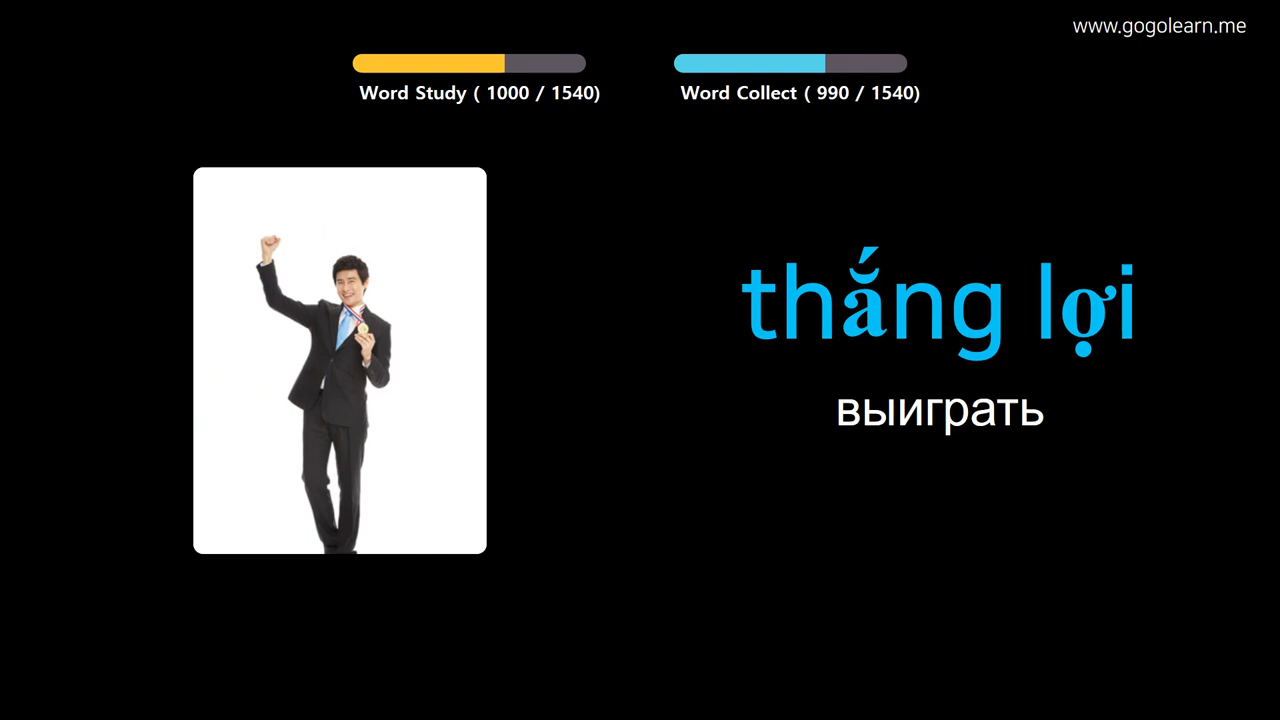 www.gogolearn.me
Word Study ( 1000 / 1540)
Word Collect ( 990 / 1540)
thắng lợi
выиграть